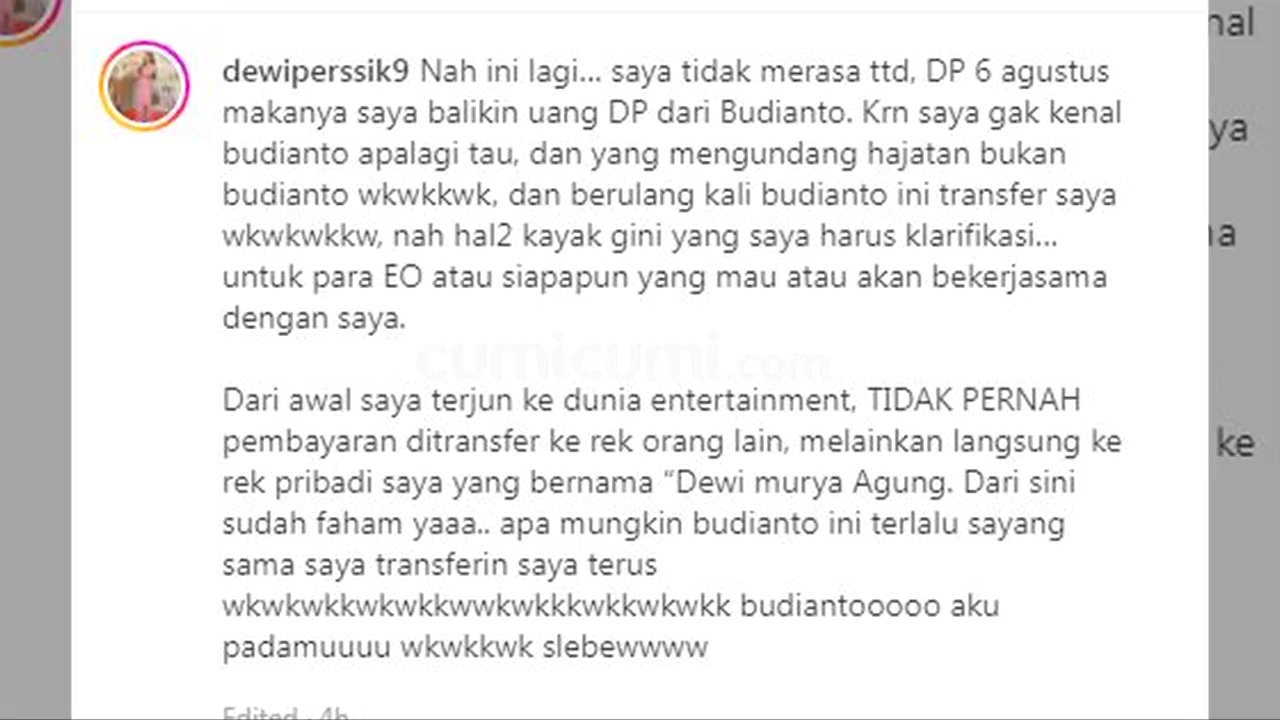 dewiperssik9 Nah ini lagi... saya tidak merasa ttd, DP 6 agustus
makanya saya balikin uang DP dari Budianto. Krn saya gak kenal
budianto apalagi tau, dan yang mengundang hajatan bukan
budianto wkwkkwk, dan berulang kali budianto ini transfer saya
wkwkwkkw, nah hal2 kayak gini yang saya harus klarifikasi...
untuk para EO atau siapapun yang mau atau akan bekerjasama
dengan saya.
cumicumi.com
Dari awal saya terjun ke dunia entertainment, TIDAK PERNAH
pembayaran ditransfer ke rek orang lain, melainkan langsung ke
rek pribadi saya yang bernama “Dewi murya Agung. Dari sini
sudah faham yaaa.. apa mungkin budianto ini terlalu sayang
sama saya transferin saya terus
wkwkwkkwkwkkwwkwkkkwkkwkwkk budiantooooo aku
padamuuuu wkwkkwk slebewwww
Edited · 4h
ya
ke